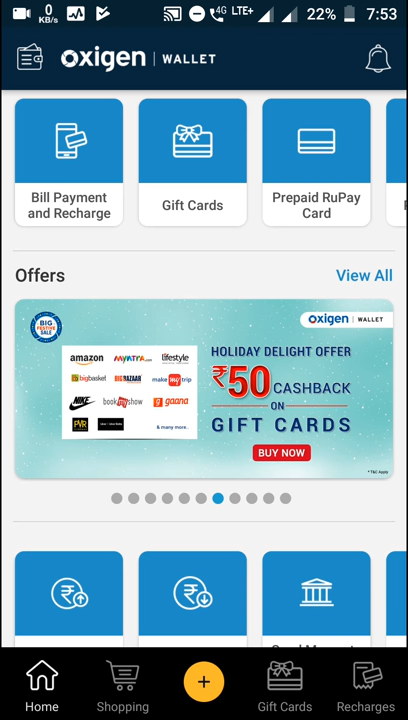 0
KB/s
4G
LTE+
22%
7:53
oxigen | WALLET
Bill Payment
and Recharge
Gift Cards
Prepaid RuPay
Card
Offers
View All
BIG
FESTIVE
SALE
oxigen | WALLET
amazon
myntra.com
lifestyle
bigbasket
BIG BAZAAR
make my trip
NIKE
bookmyshow
gaana
PVR
& many more..
HOLIDAY DELIGHT OFFER
₹50 CASHBACK
ON
GIFT CARDS
BUY NOW
*T&C Apply
Home
Shopping
+
Gift Cards
Recharges